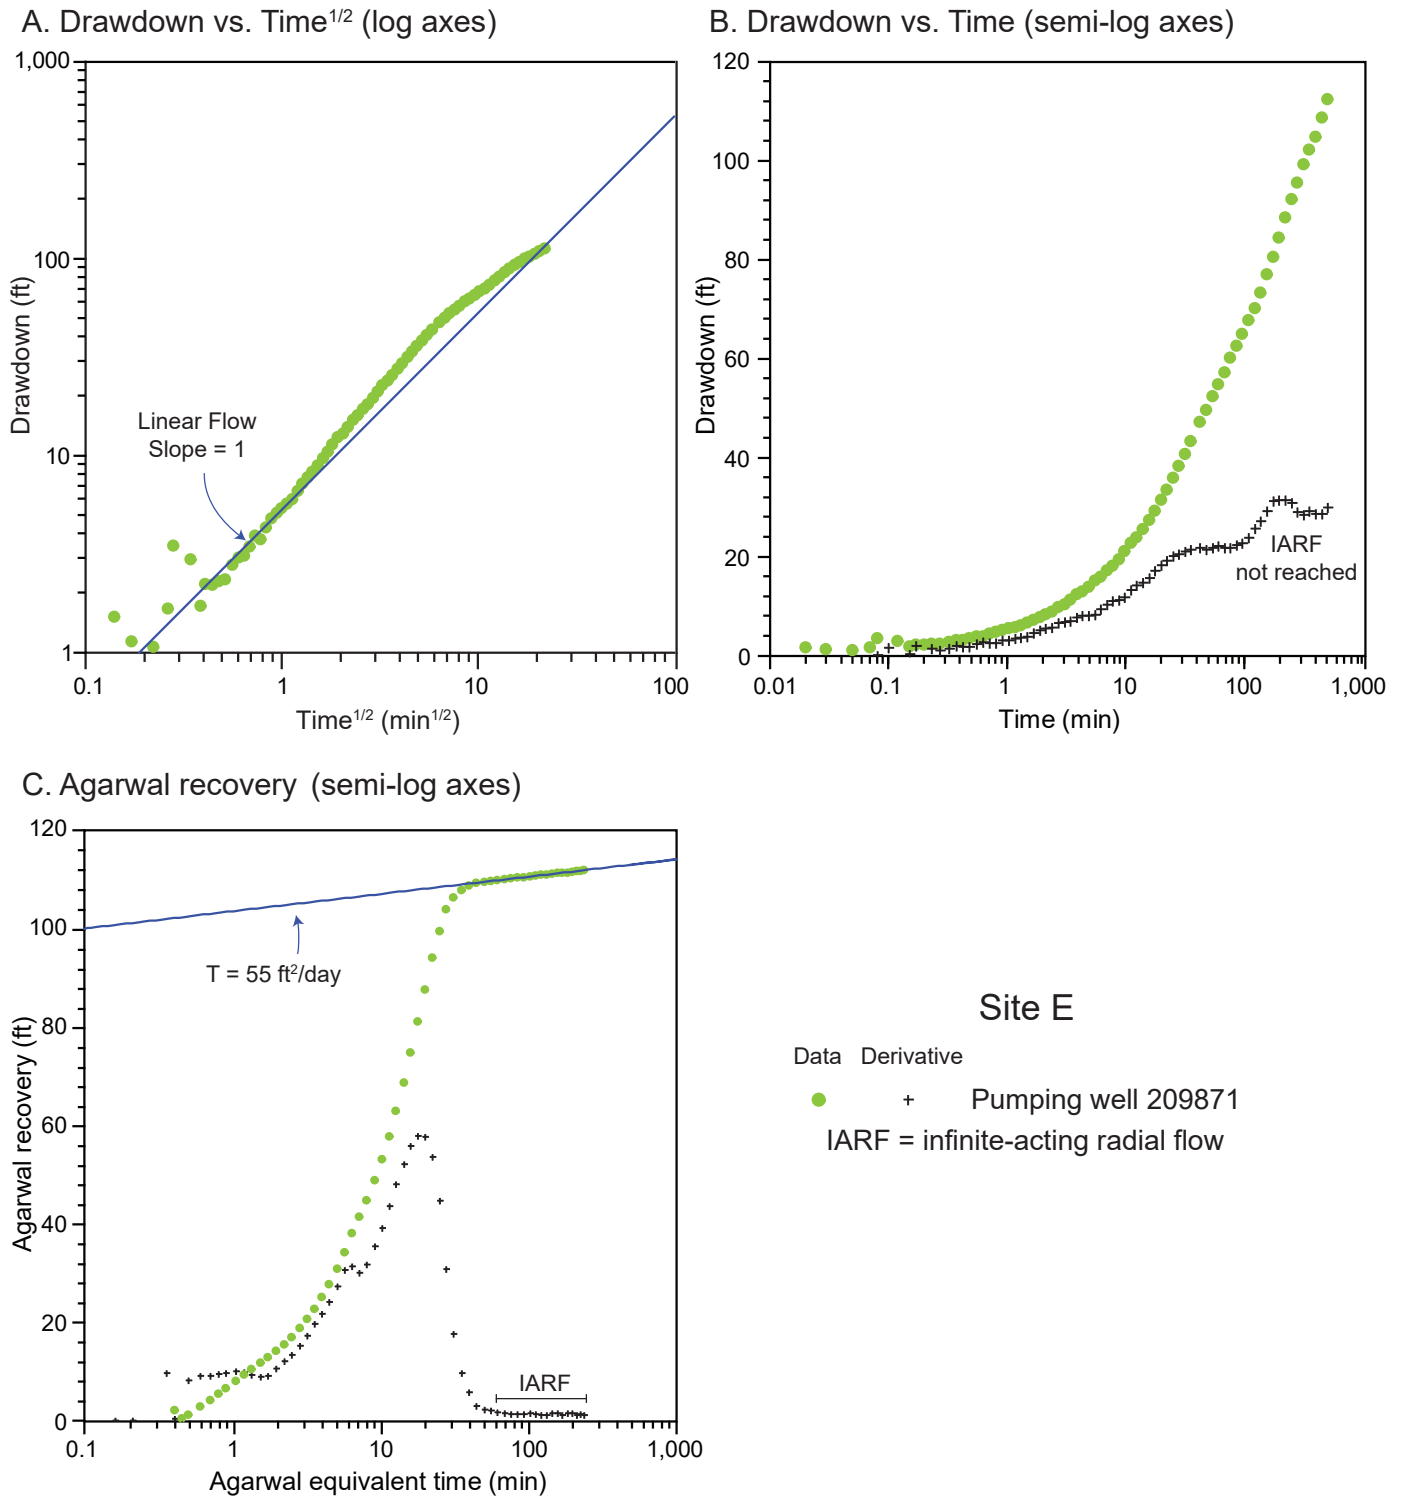 A. Drawdown vs. Time1/2 (log axes)
1,000
100
10
1
Drawdown (ft)
Linear Flow
Slope = 1
0.1 1 10 100
Time1/2 (min1/2)
B. Drawdown vs. Time (semi-log axes)
120
100
80
60
40
20
0
Drawdown (ft)
IARF
not reached
0.01 0.1 1 10 100 1,000
Time (min)
C. Agarwal recovery (semi-log axes)
120
100
80
60
40
20
0
Agarwal recovery (ft)
T = 55 ft2/day
IARF
0.1 1 10 100 1,000
Agarwal equivalent time (min)
Site E
Data Derivative
Pumping well 209871
IARF = infinite-acting radial flow